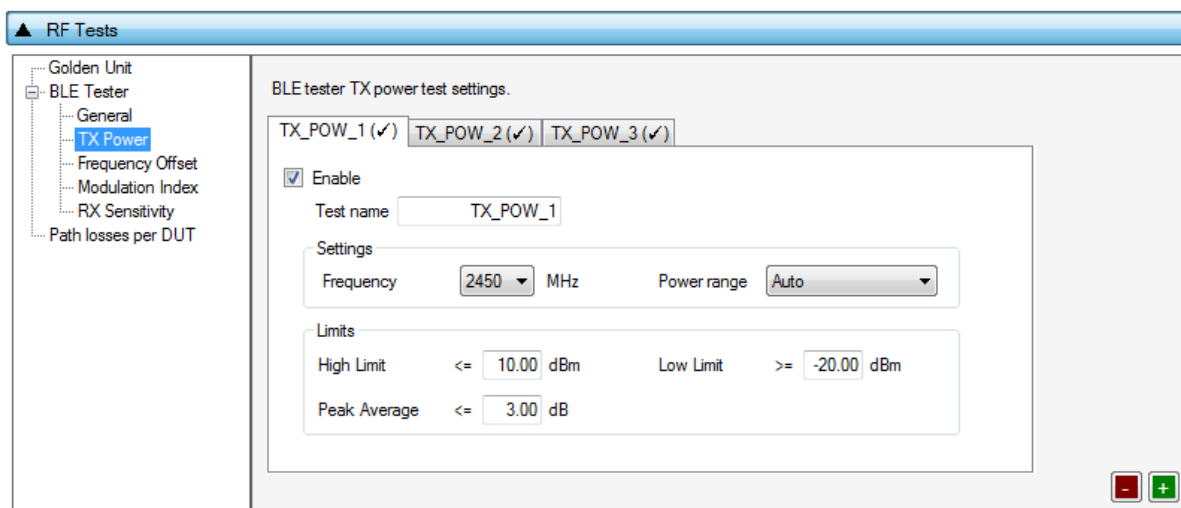 RF Tests
Golden Unit
BLE Tester
General
TX Power
Frequency Offset
Modulation Index
RX Sensitivity
Path losses per DUT
BLE tester TX power test settings.
TX_POW_1 (✓) TX_POW_2 (✓) TX_POW_3 (✓)
Enable
Test name TX_POW_1
Settings
Frequency 2450 MHz Power range Auto
Limits
High Limit <= 10.00 dBm Low Limit >= -20.00 dBm
Peak Average <= 3.00 dB
- +